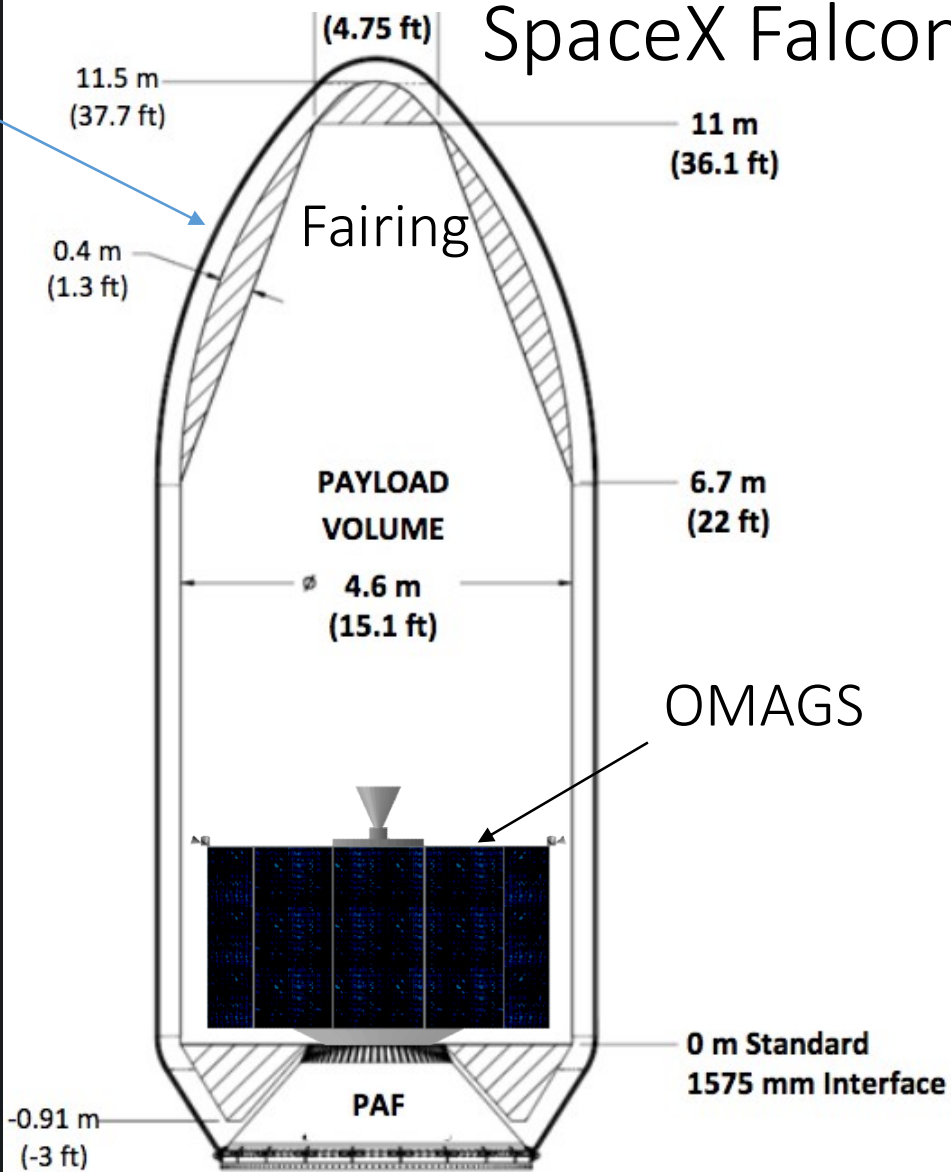 SpaceX Falcon
(4.75 ft)
11.5 m
(37.7 ft)
11 m
(36.1 ft)
Fairing
0.4 m
(1.3 ft)
PAYLOAD
VOLUME
6.7 m
(22 ft)
ø 4.6 m
(15.1 ft)
OMAGS
0 m Standard
1575 mm Interface
PAF
-0.91 m
(-3 ft)